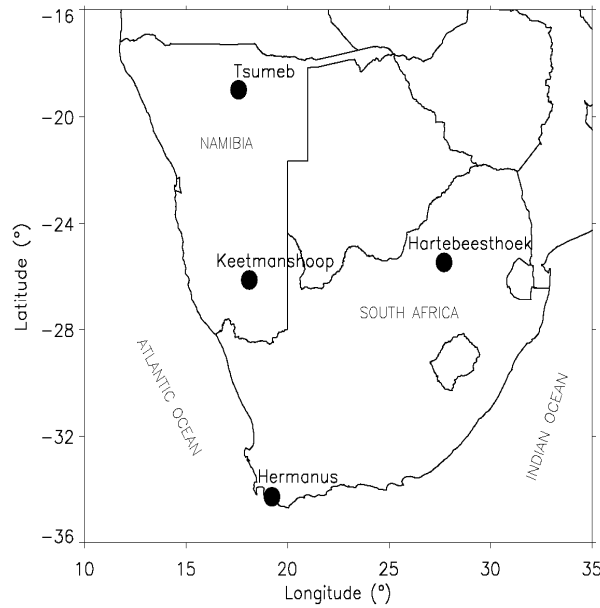 −16
Tsumeb
−20
NAMIBIA
−24
Hartebeesthoek
Keetmanshoop
SOUTH AFRICA
−28
ATLANTIC OCEAN
INDIAN OCEAN
−32
Hermanus
−36
10 15 20 25 30 35
Longitude (°)
Latitude (°)